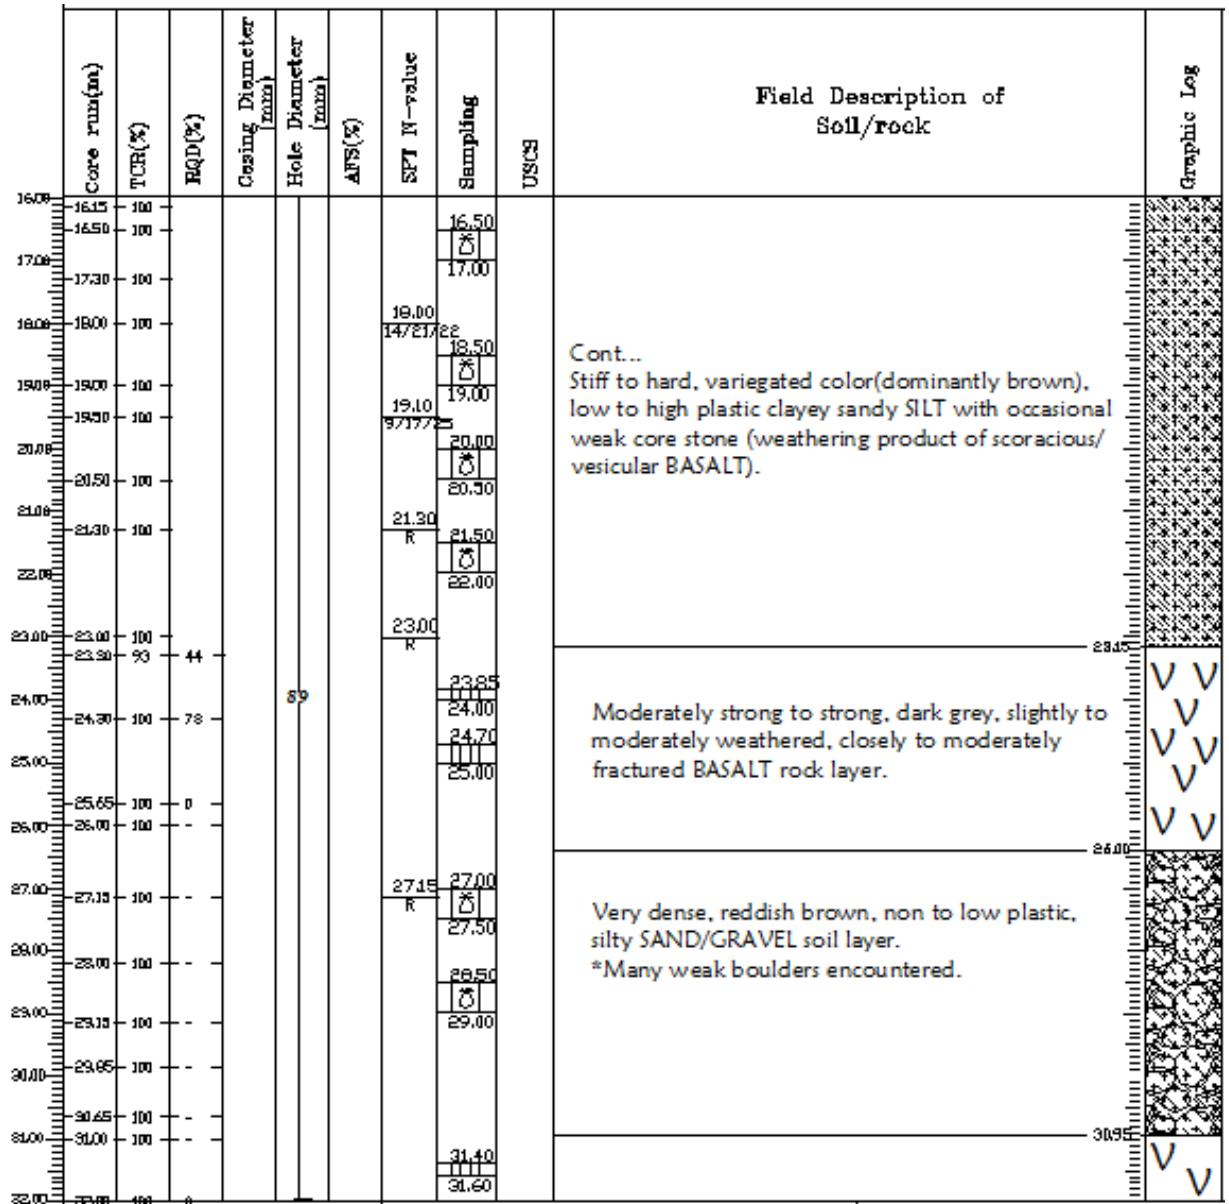 Core run(m)
TCR(%)
RQD(%)
Casing Diameter (mm)
Hole Diameter (mm)
AFS(%)
SPT N-value
Sampling
USCS
Field Description of
Soil/rock
Graphic Log
16.00
16.15 100
16.50 100
16.50
17.00
17.00
17.30 100
18.00
18.00 100
18.00
14/21/22
18.50
19.00
19.00 100
19.00
19.10
19.50 100
9/17/25
20.00
20.00
20.50 100
20.50
21.00
21.30 100
21.30
R
21.50
22.00
22.00
23.00
23.00 100
23.00
R
93 44
Cont...
Stiff to hard, variegated color(dominantly brown),
low to high plastic clayey sandy SILT with occasional
weak core stone (weathering product of scoracious/
vesicular BASALT).
23.15
23.85
24.00
89
24.00
24.30 100 78
24.70
25.00
25.00
25.65 100 0
26.00
26.00 100 -
Moderately strong to strong, dark grey, slightly to
moderately weathered, closely to moderately
fractured BASALT rock layer.
27.00
27.15 100 -
27.15
R
27.00
27.50
28.00
28.00 100 -
28.50
29.00
29.00
29.15 100 -
Very dense, reddish brown, non to low plastic,
silty SAND/GRAVEL soil layer.
*Many weak boulders encountered.
100 -
30.00
30.65 100 -
31.00
31.00 100 -
30.95
31.40
31.60
32.00